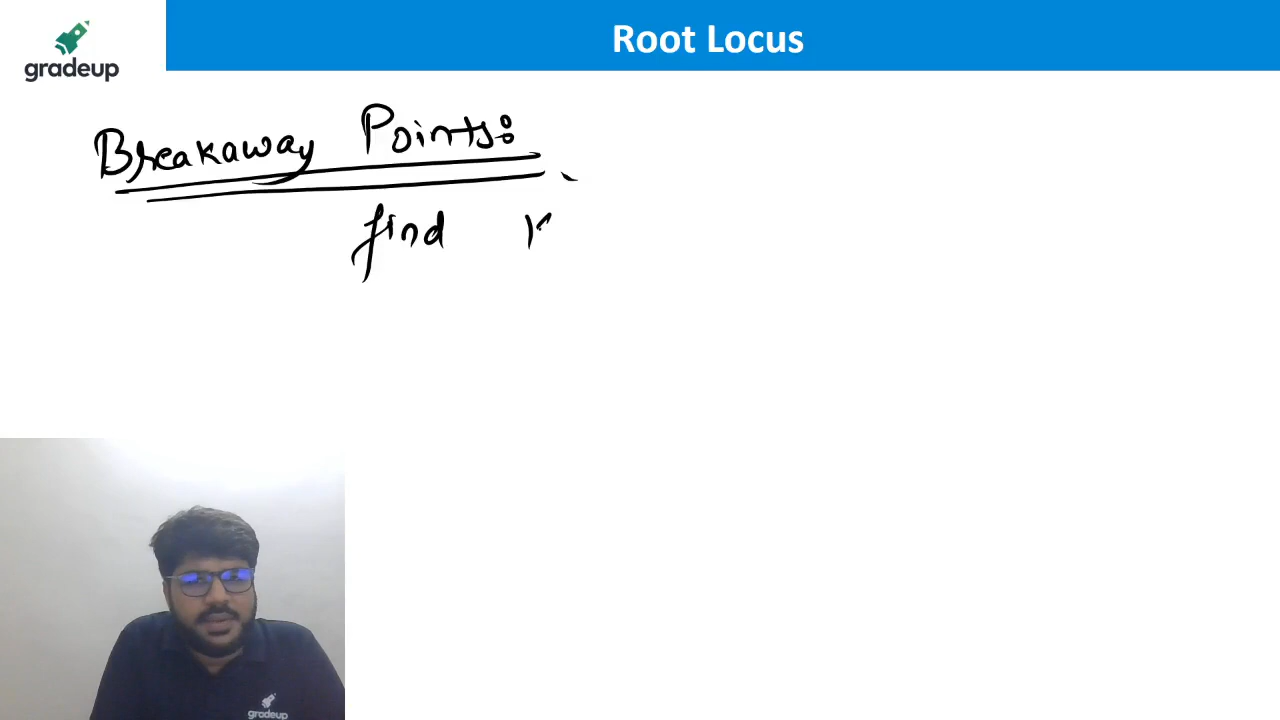 gradeup
Root Locus
Breakaway Points:
find
gradeup